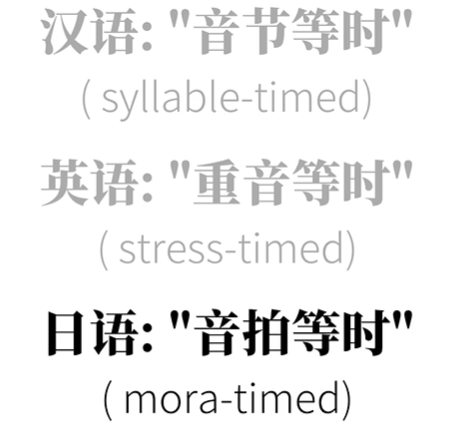 汉语: "音节等时"
( syllable-timed)
英语: "重音等时"
( stress-timed)
日语: "音拍等时"
( mora-timed)